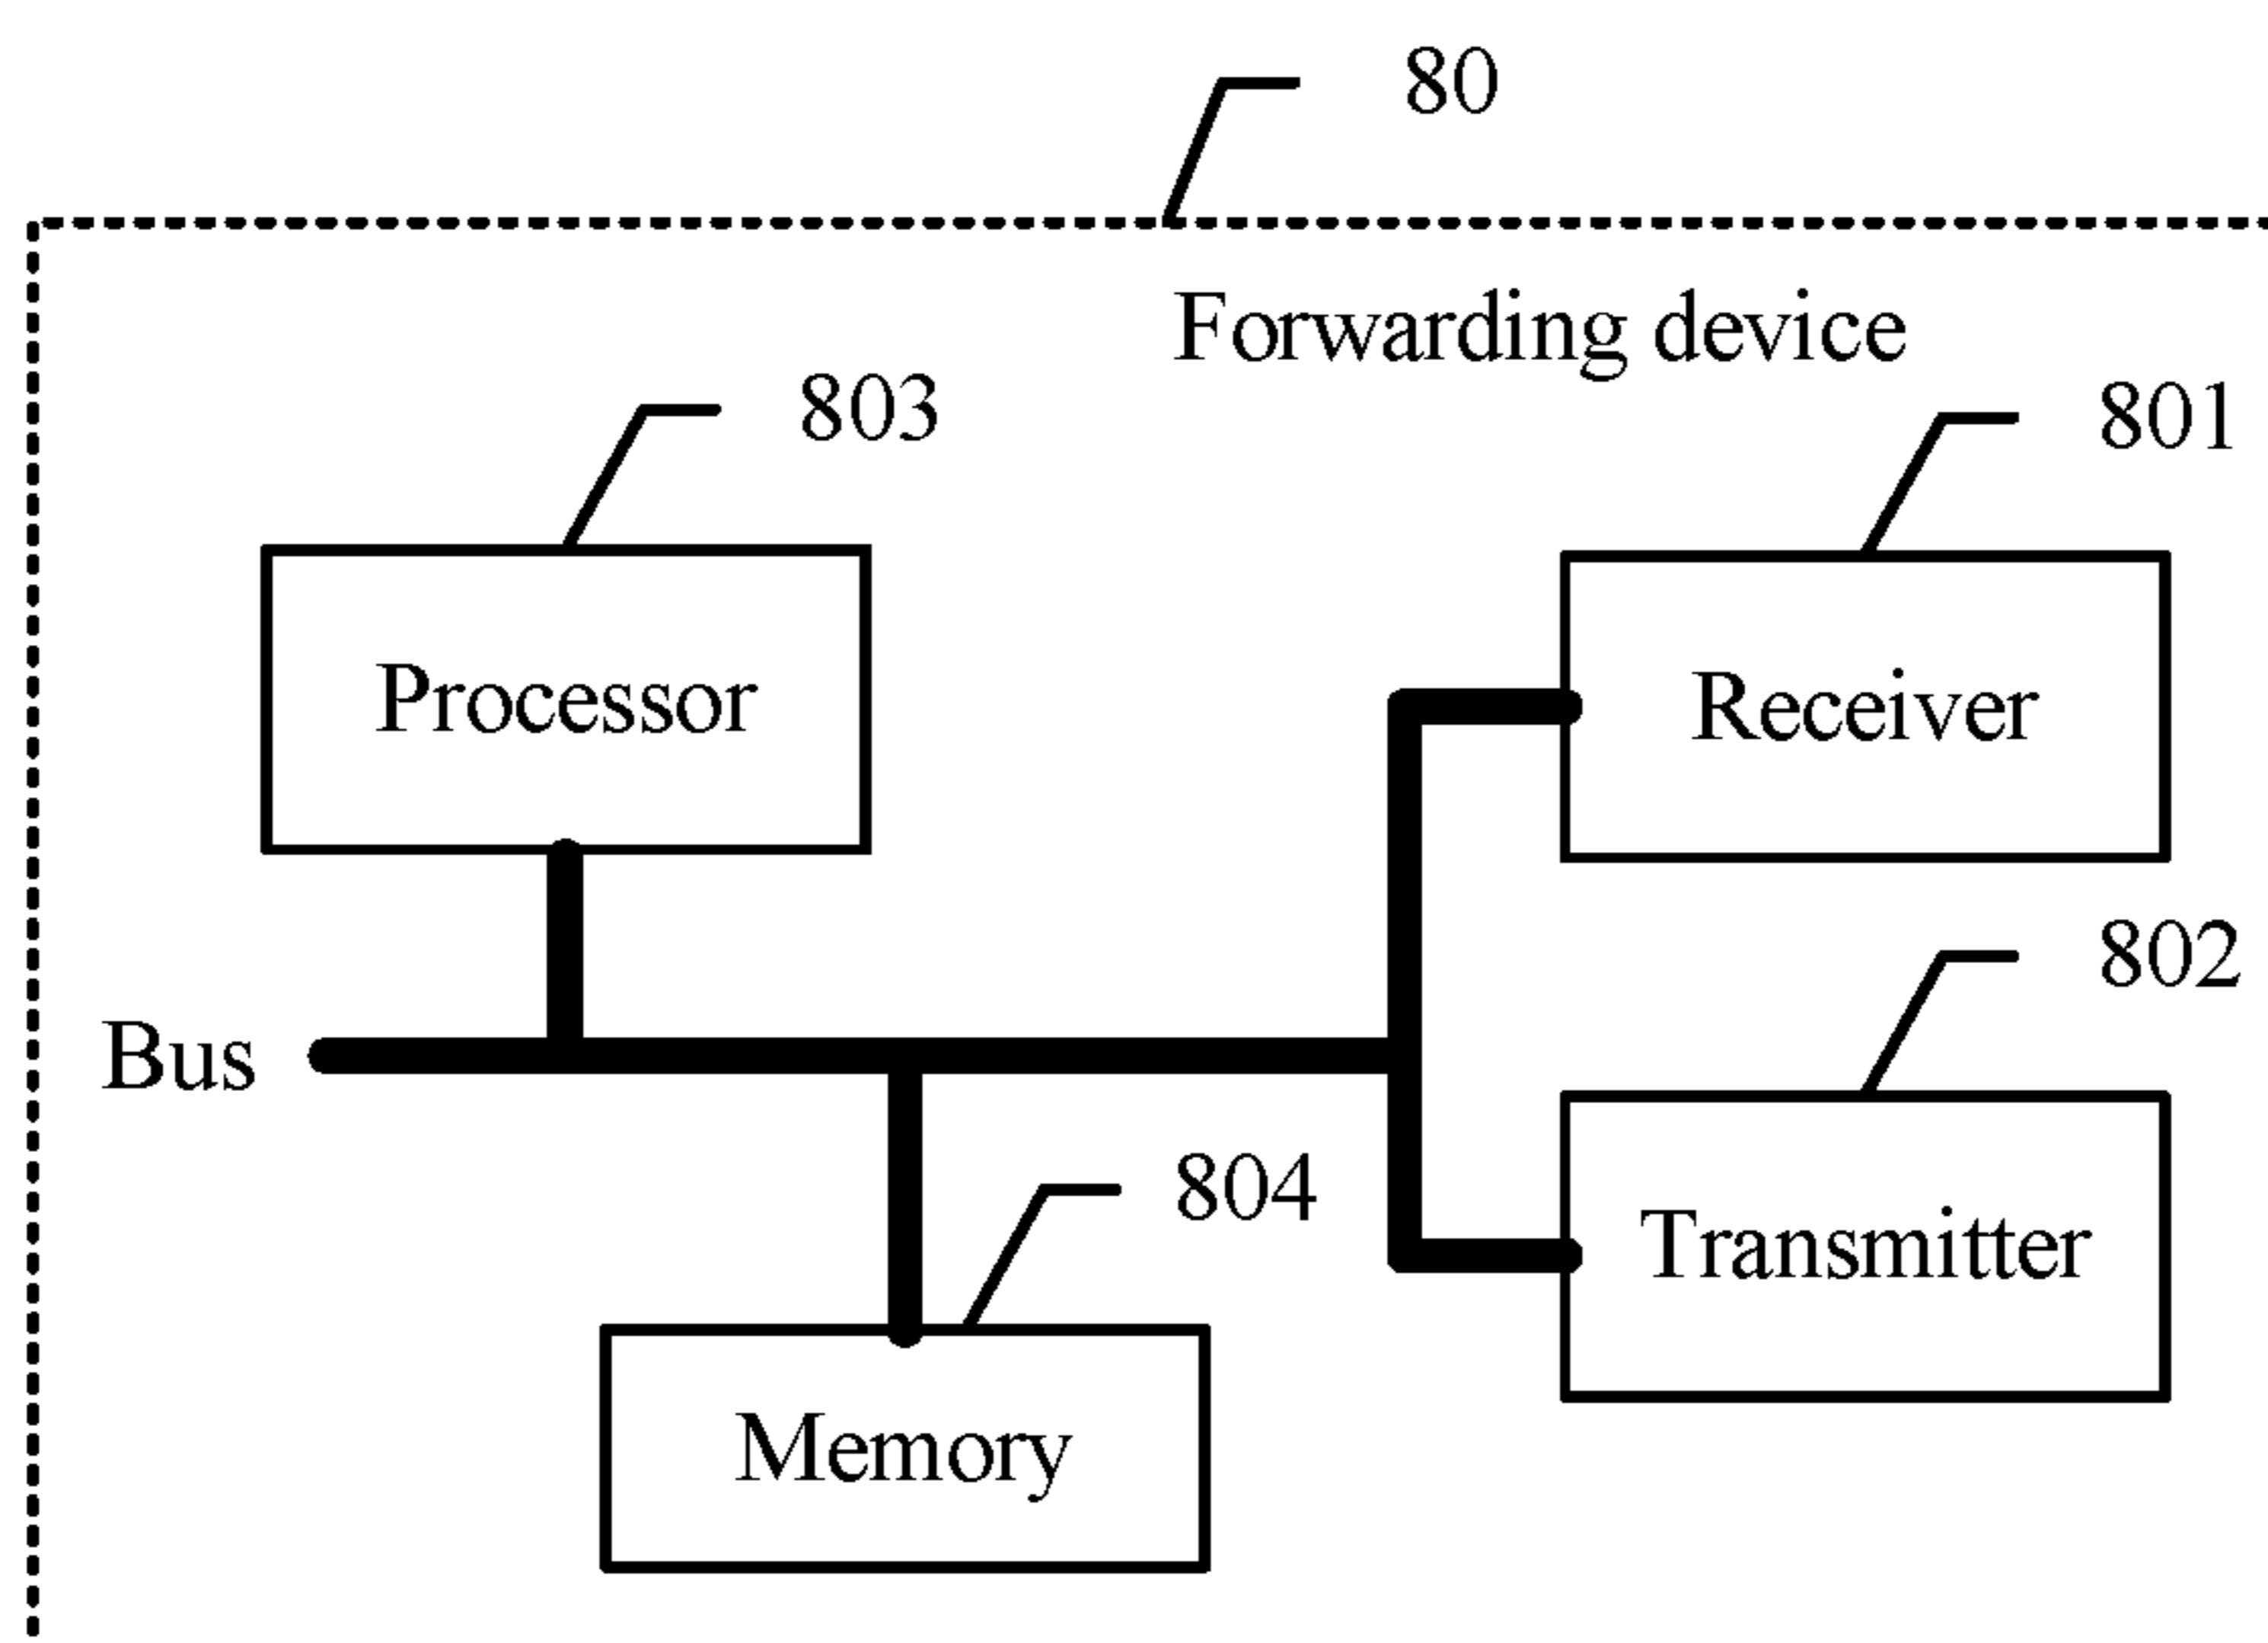 80
Forwarding device
803
801
Processor
Receiver
802
Bus
804
Transmitter
Memory